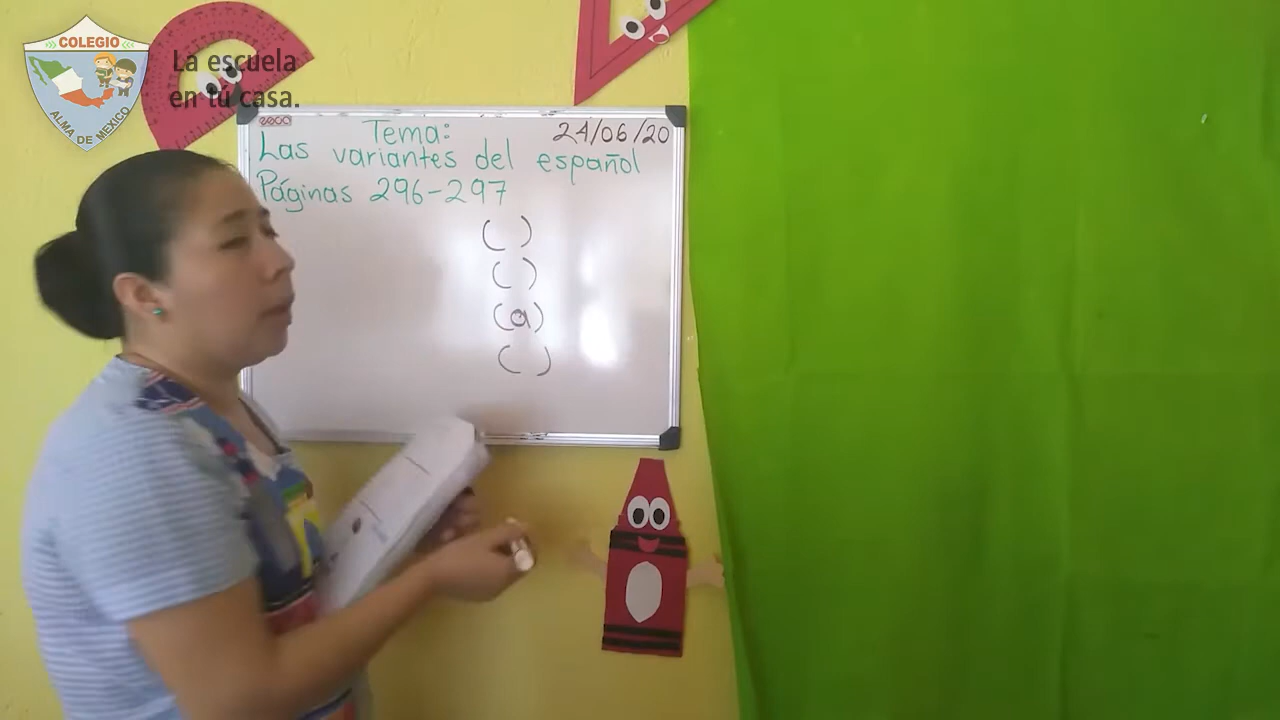 COLEGIO
ALMA DE MEXICO
La escuela
en tú casa.
Tema:
24/06/20
Las variantes del español
Páginas 296-297
( )
( )
(a)
( )